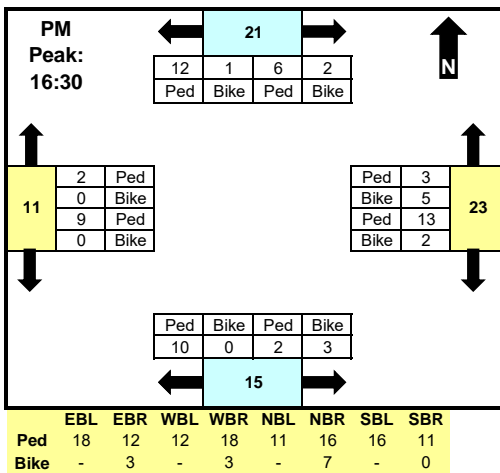 PM
Peak:
16:30
21
12 1 6 2
Ped Bike Ped Bike
N
11
2 Ped
0 Bike
9 Ped
0 Bike
Ped 3
Bike 5
Ped 13
Bike 2
23
Ped Bike Ped Bike
10 0 2 3
15
EBL EBR WBL WBR NBL NBR SBL SBR
Ped 18 12 12 18 11 16 16 11
Bike - 3 - 3 - 7 - 0